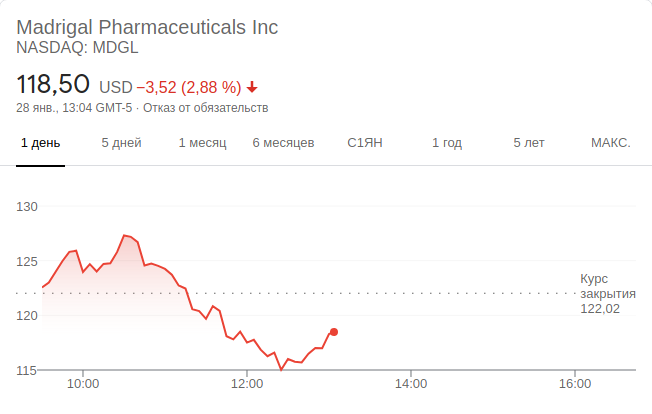 Madrigal Pharmaceuticals Inc
NASDAQ: MDGL
118,50 USD −3,52 (2,88 %)
28 янв., 13:04 GMT-5 · Отказ от обязательств
1 день 5 дней 1 месяц 6 месяцев С1ЯН 1 год 5 лет МАКС.
130
125
Курс
закрытия
122,02
120
115
10:00 12:00 14:00 16:00